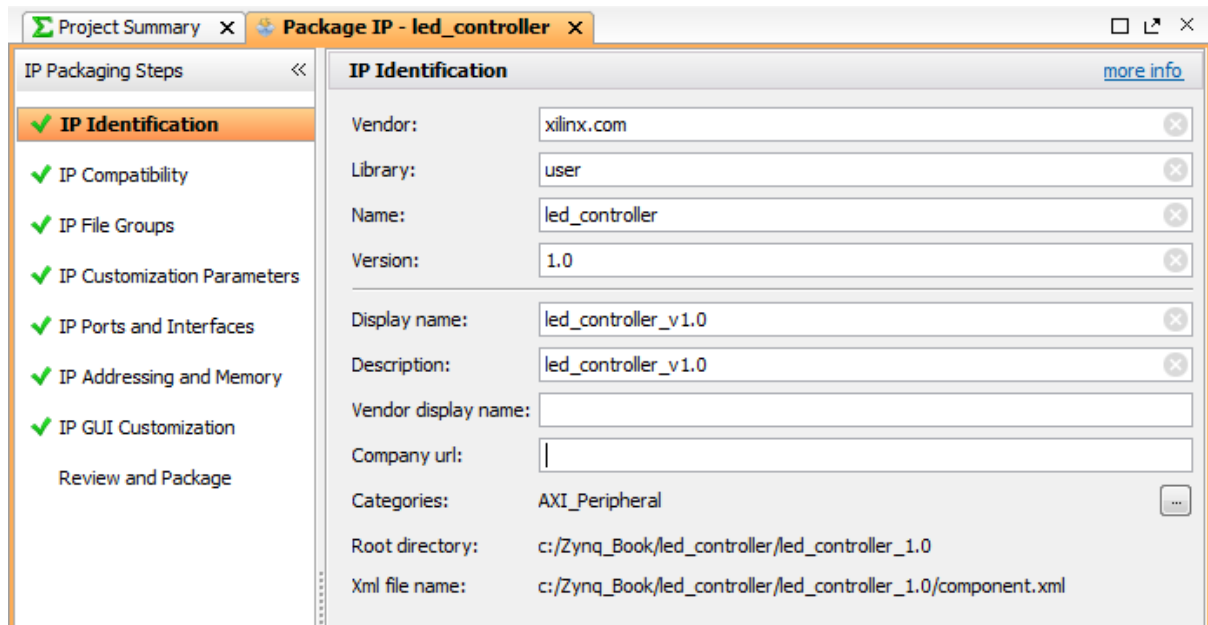 Project Summary X Package IP - led_controller X
IP Packaging Steps «
IP Identification
IP Compatibility
IP File Groups
IP Customization Parameters
IP Ports and Interfaces
IP Addressing and Memory
IP GUI Customization
Review and Package
IP Identification more info
Vendor: xilinx.com
Library: user
Name: led_controller
Version: 1.0
Display name: led_controller_v1.0
Description: led_controller_v1.0
Vendor display name:
Company url:
Categories: AXI_Peripheral ...
Root directory: c:/Zynq_Book/led_controller/led_controller_1.0
Xml file name: c:/Zynq_Book/led_controller/led_controller_1.0/component.xml